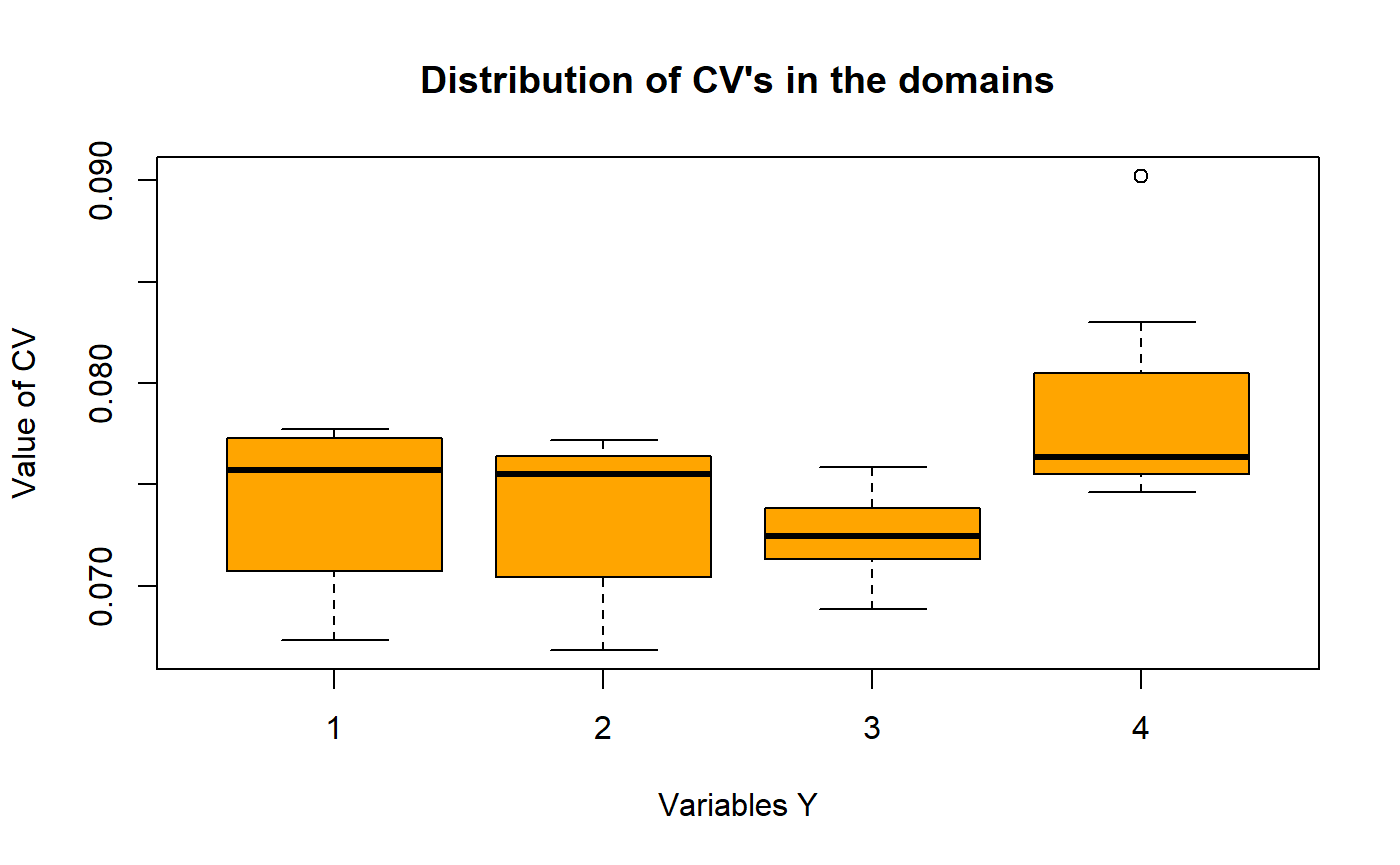 Distribution of CV's in the domains
Value of CV
0.090
0.080
0.070
1 2 3 4
Variables Y